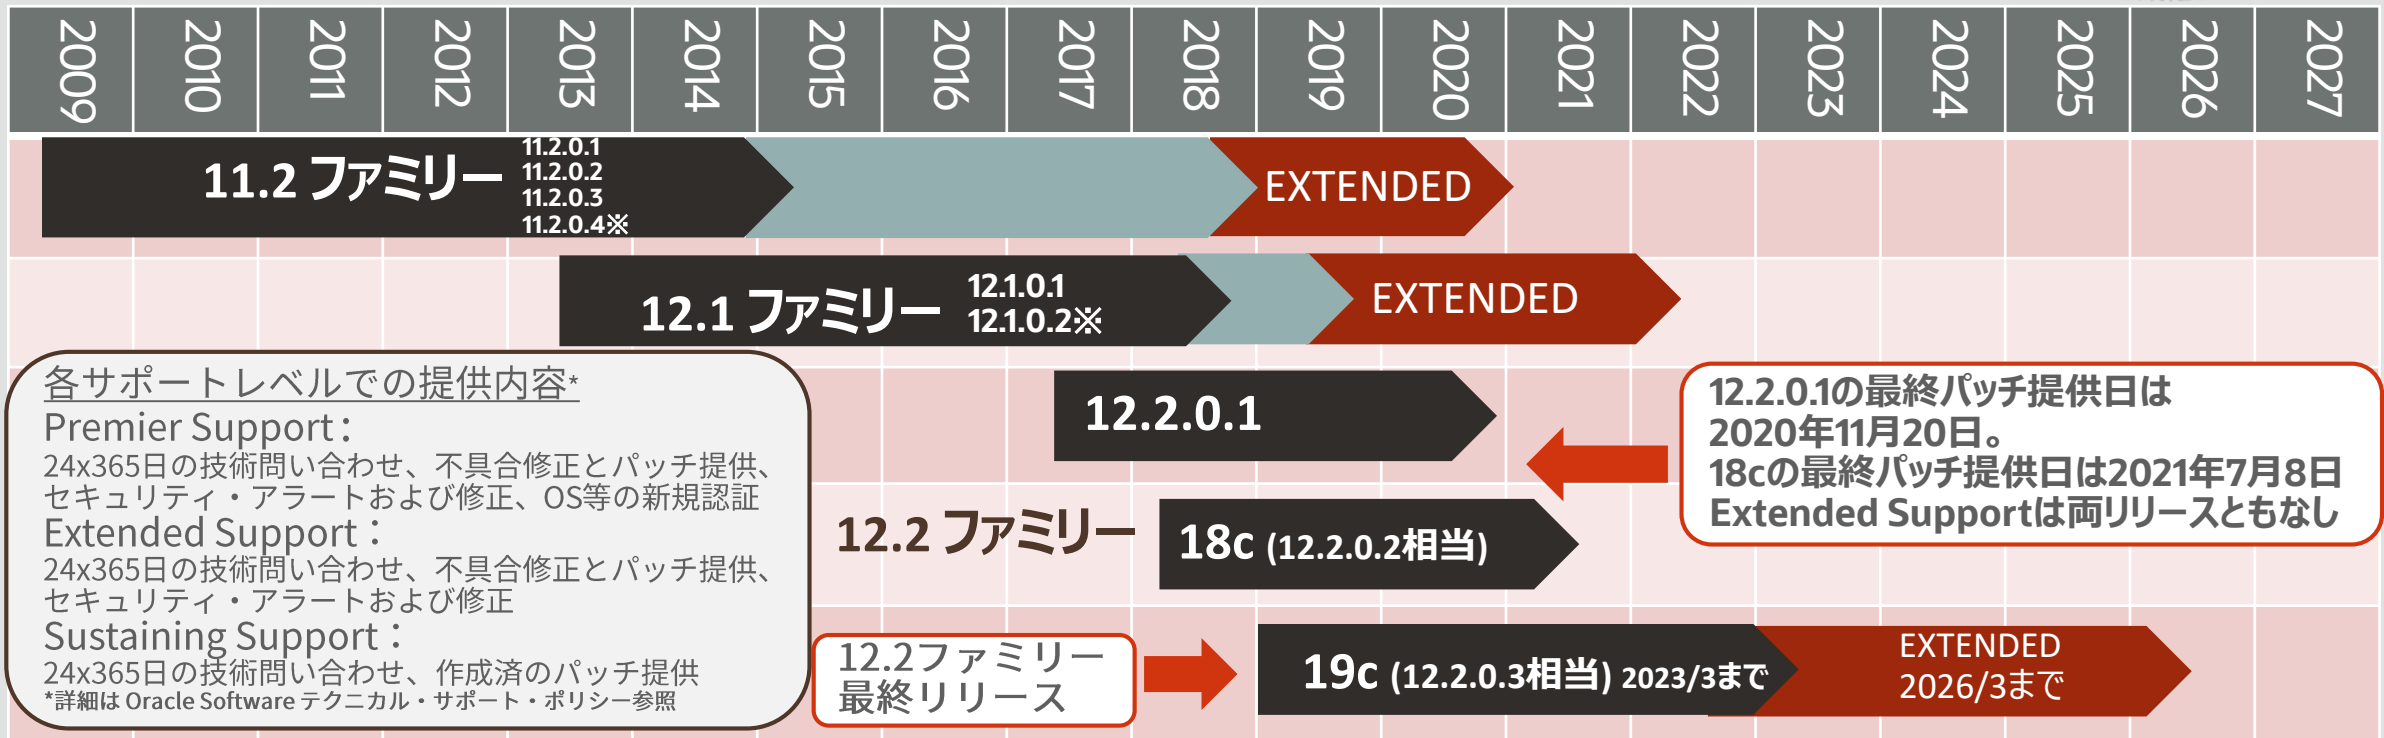 2009
2010
2011
2012
2013
2014
2015
2016
2017
2018
2019
2020
2021
2022
2023
2024
2025
2026
2027
11.2 ファミリー
11.2.0.1
11.2.0.2
11.2.0.3
11.2.0.4※
EXTENDED
12.1 ファミリー
12.1.0.1
12.1.0.2※
EXTENDED
各サポートレベルでの提供内容*
Premier Support：
24x365日の技術問い合わせ、不具合修正とパッチ提供、
セキュリティ・アラートおよび修正、OS等の新規認証
Extended Support：
24x365日の技術問い合わせ、不具合修正とパッチ提供、
セキュリティ・アラートおよび修正
Sustaining Support：
24x365日の技術問い合わせ、作成済のパッチ提供
*詳細は Oracle Software テクニカル・サポート・ポリシー参照
12.2.0.1
12.2.0.1の最終パッチ提供日は
2020年11月20日。
18cの最終パッチ提供日は2021年7月8日
Extended Supportは両リリースともなし
12.2 ファミリー
18c (12.2.0.2相当)
12.2ファミリー
最終リリース
19c (12.2.0.3相当) 2023/3まで
EXTENDED
2026/3まで